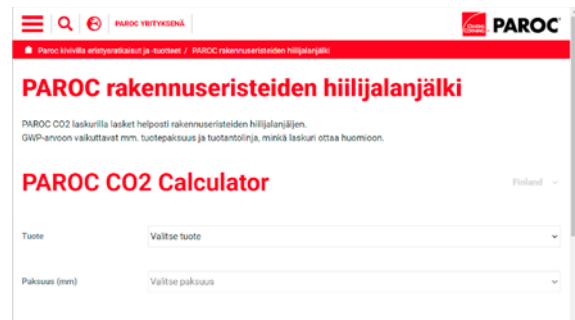 PAROC YRITYKSENÄ
OWENS CORNING PAROC
Paroc kivivilla eristysratkaisut ja -tuotteet / PAROC rakennuseristeiden hiilijalanjälki
PAROC rakennuseristeiden hiilijalanjälki
PAROC CO2 laskurilla lasket helposti rakennuseristeiden hiilijalanjäljen.
GWP-arvoon vaikuttavat mm. tuotepaksuus ja tuotantolinja, minkä laskuri ottaa huomioon.
PAROC CO2 Calculator
Finland
Tuote
Valitse tuote
Paksuus (mm)
Valitse paksuus